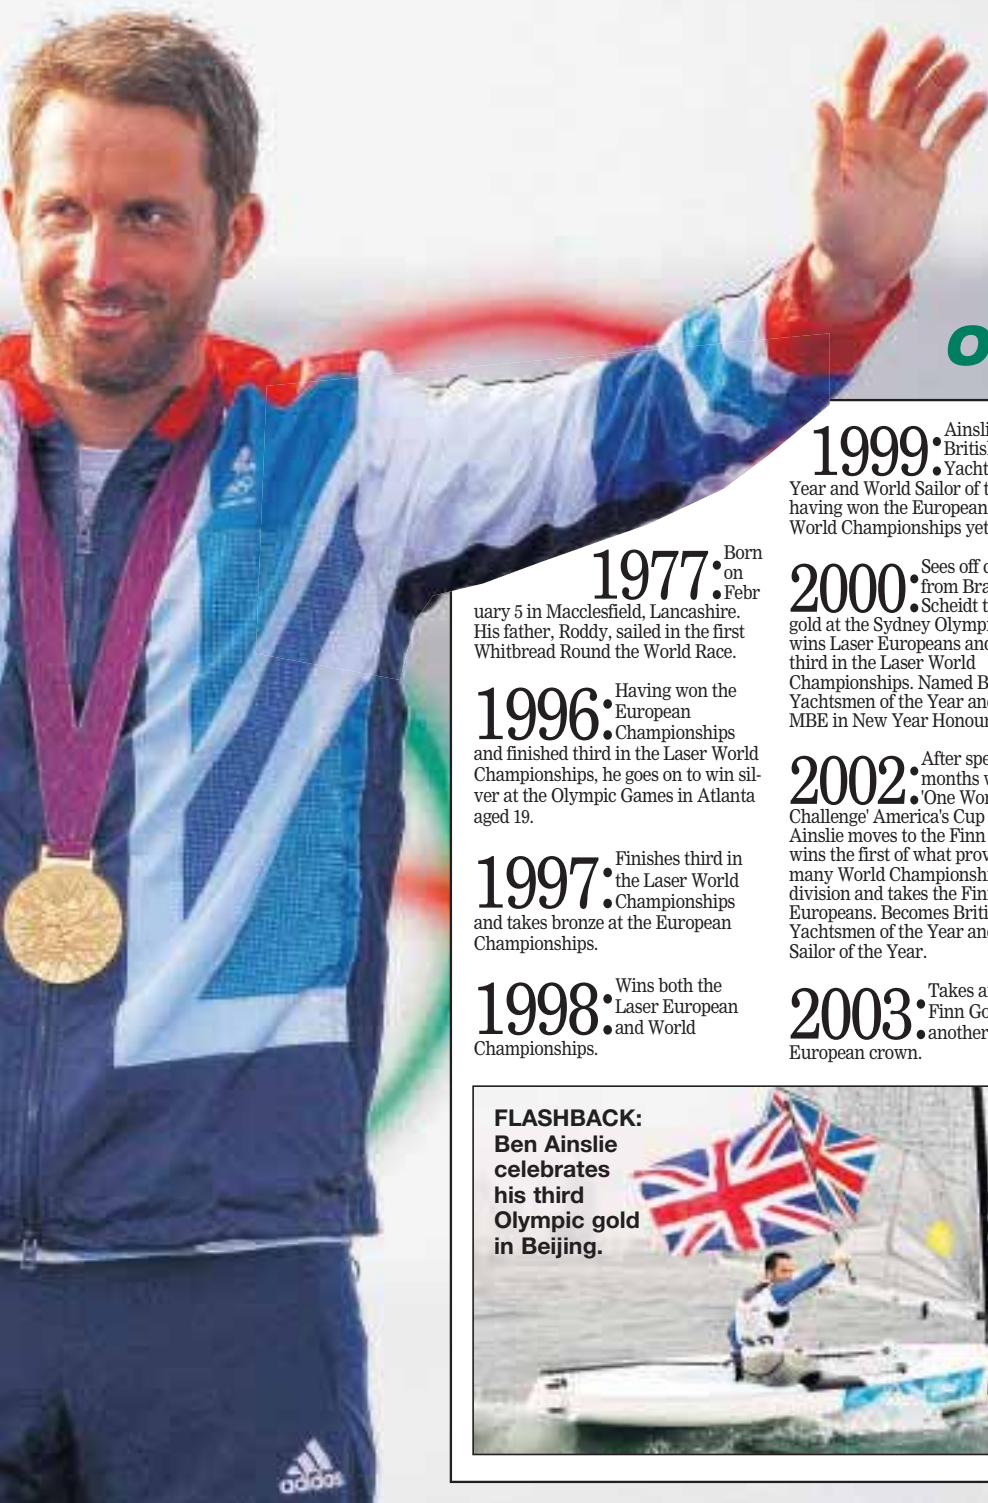 1977: Born
on
Febr
uary 5 in Macclesfield, Lancashire.
His father, Roddy, sailed in the first
Whitbread Round the World Race.
1996: Having won the
European
Championships
and finished third in the Laser World
Championships, he goes on to win sil-
ver at the Olympic Games in Atlanta
aged 19.
1997: Finishes third in
the Laser World
Championships
and takes bronze at the European
Championships.
1998: Wins both the
Laser European
and World
Championships.
1999:
Year and World Sailor of
having won the European
World Championships yet
2000: Sees off
from
Scheidt
gold at the Sydney
wins Laser Europeans
third in the Laser World
Championships. Named
Yachtsmen of the Year
MBE in New Year
2002: After
months
'One
Challenge' America's Cup
Ainslie moves to the Finn
wins the first of what
many World
division and takes the
Europeans. Becomes
Yachtsmen of the Year
Sailor of the Year.
2003: Takes
Finn
another
European crown.
FLASHBACK:
Ben Ainslie
celebrates
his third
Olympic gold
in Beijing.
adidas